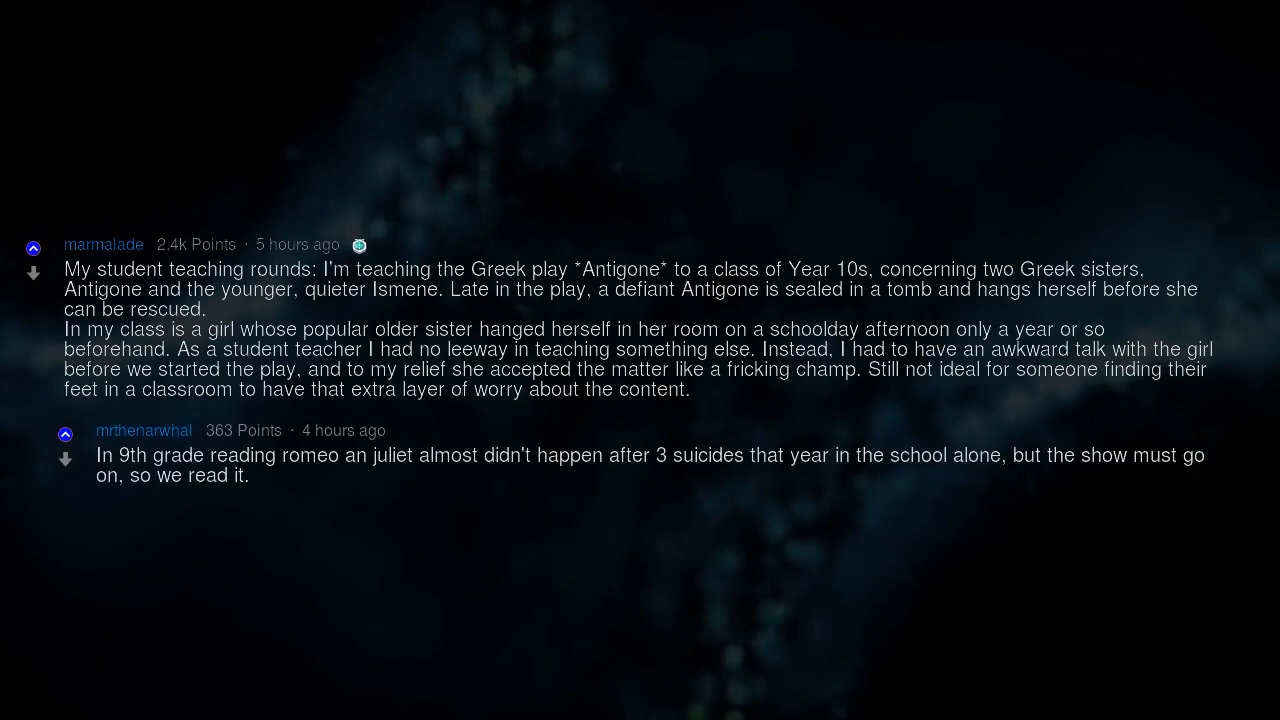 marmalade 2.4k Points · 5 hours ago
My student teaching rounds: I'm teaching the Greek play *Antigone* to a class of Year 10s, concerning two Greek sisters,
Antigone and the younger, quieter Ismene. Late in the play, a defiant Antigone is sealed in a tomb and hangs herself before she
can be rescued.
In my class is a girl whose popular older sister hanged herself in her room on a schoolday afternoon only a year or so
beforehand. As a student teacher I had no leeway in teaching something else. Instead, I had to have an awkward talk with the girl
before we started the play, and to my relief she accepted the matter like a fricking champ. Still not ideal for someone finding their
feet in a classroom to have that extra layer of worry about the content.
mrthenarwhal 363 Points · 4 hours ago
In 9th grade reading romeo an juliet almost didn't happen after 3 suicides that year in the school alone, but the show must go
on, so we read it.